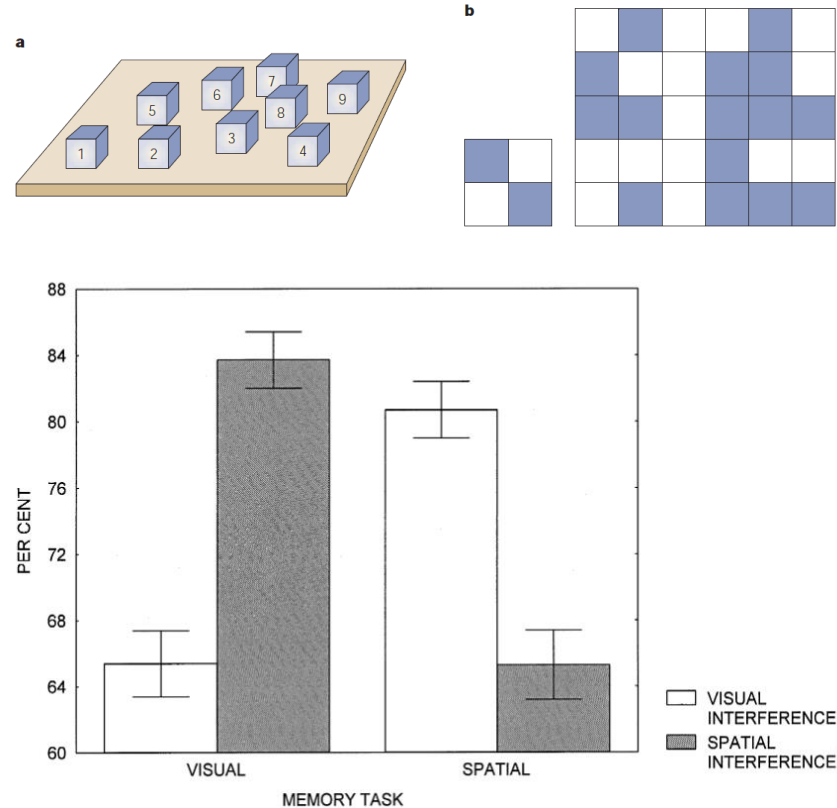 a
b
7
6
9
5
8
3
1
2
4
88
84
80
76
72
68
64
60
PER CENT
VISUAL
SPATIAL
MEMORY TASK
VISUAL
INTERFERENCE
SPATIAL
INTERFERENCE